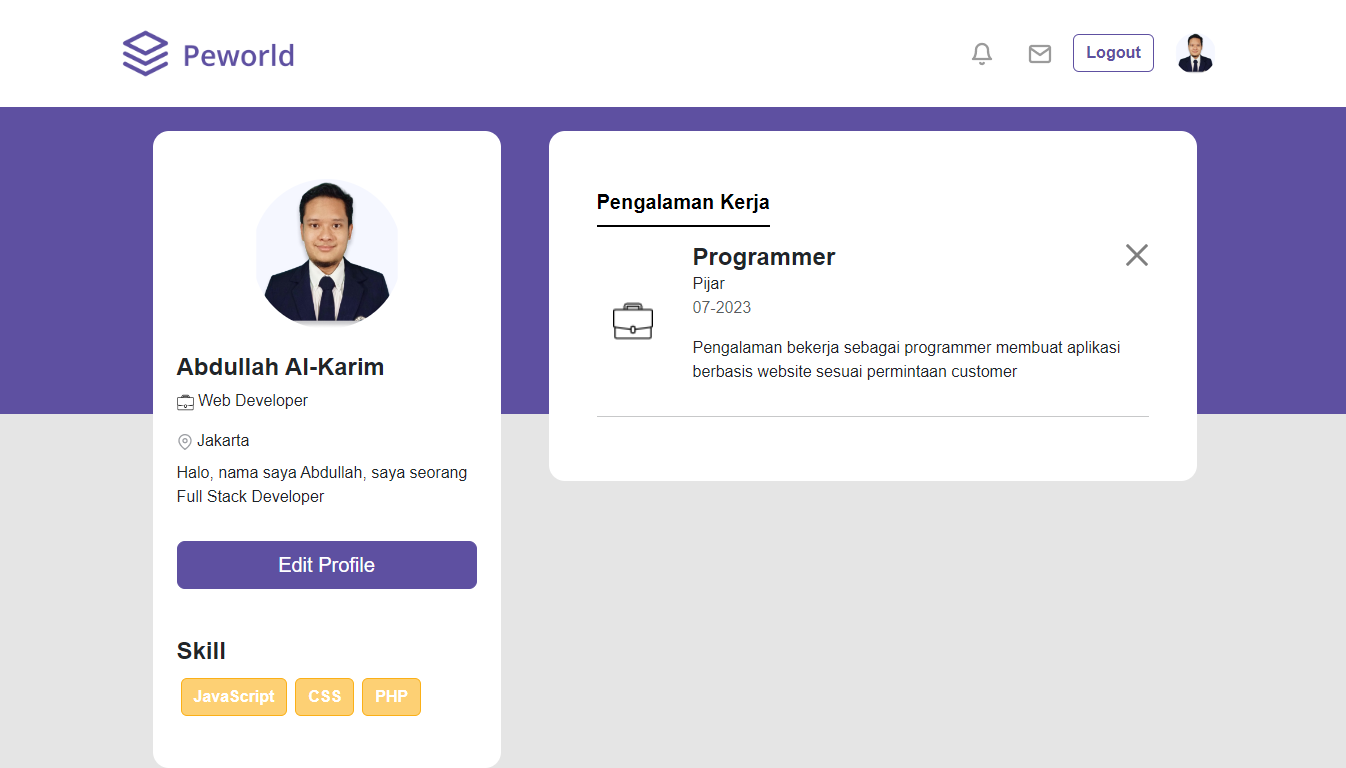 Peworld
Logout
Abdullah Al-Karim
Web Developer
Jakarta
Halo, nama saya Abdullah, saya seorang
Full Stack Developer
Edit Profile
Skill
JavaScript CSS PHP
Pengalaman Kerja
Programmer
Pijar
07-2023
Pengalaman bekerja sebagai programmer membuat aplikasi
berbasis website sesuai permintaan customer